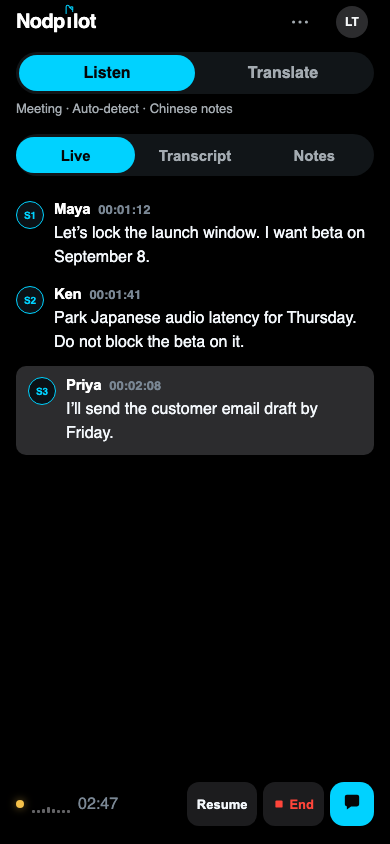 Nodpilot
LT
Listen
Translate
Meeting · Auto-detect · Chinese notes
Live
Transcript
Notes
S1
Maya 00:01:12
Let’s lock the launch window. I want beta on
September 8.
S2
Ken 00:01:41
Park Japanese audio latency for Thursday.
Do not block the beta on it.
S3
Priya 00:02:08
I’ll send the customer email draft by
Friday.
02:47
Resume
End